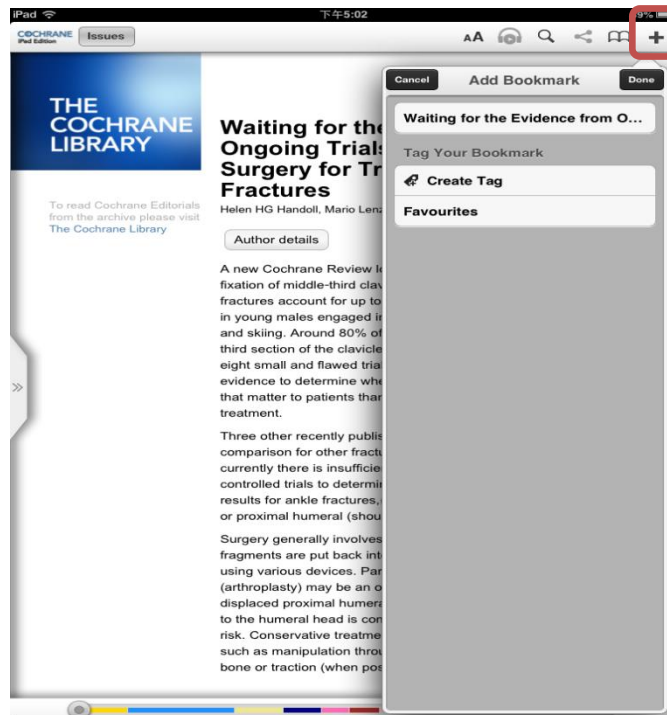 iPad 下午5:02 9%
COCHRANE
iPad Edition
Issues
AA
Cancel Add Bookmark Done
Waiting for the Evidence from O...
Tag Your Bookmark
Create Tag
Favourites
THE
COCHRANE
LIBRARY
To read Cochrane Editorials
from the archive please visit
The Cochrane Library
Waiting for the
Ongoing Trials
Surgery for Tr
Fractures
Helen HG Handoll, Mario Lenz
Author details
A new Cochrane Review
fixation of middle-third clav
fractures account for up to
in young males engaged i
and skiing. Around 80% of
third section of the clavicle
eight small and flawed tria
evidence to determine whe
that matter to patients than
treatment.
Three other recently publis
comparison for other fract
currently there is insufficie
controlled trials to determi
results for ankle fractures,
or proximal humeral (shou
Surgery generally involves
fragments are put back int
using various devices. Par
(arthroplasty) may be an o
displaced proximal humera
to the humeral head is con
risk. Conservative treatme
such as manipulation throu
bone or traction (when pos